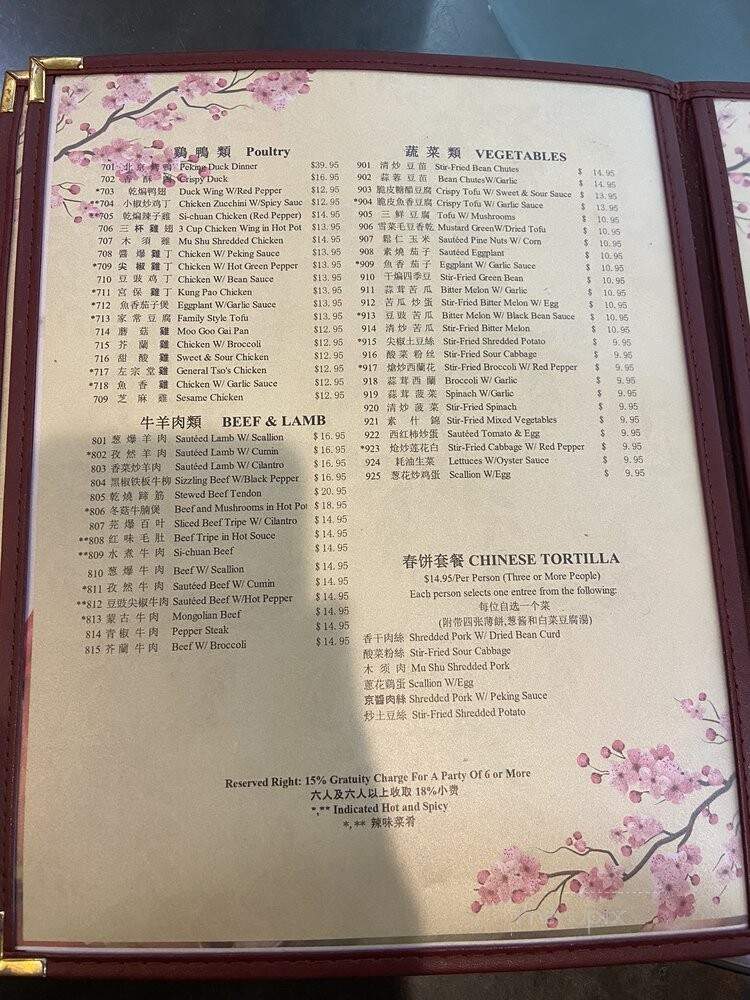 鷄鴨類 Poultry
701 北京 鴨 Peking Duck Dinner $39.95
702 香酥 Crispy Duck $16.95
*703 乾煸鸭翅 Duck Wing W/Red Pepper $12.95
*704 小椒炒鸡丁 Chicken Zucchini W/Spicy Sauc $12.95
**705 乾煸辣子雞 Si-chuan Chicken (Red Pepper) $14.95
706 三杯雞翅 3 Cup Chicken Wing in Hot Pot $13.95
707 木須雞 Mu Shu Shredded Chicken $14.95
708 醬爆雞丁 Chicken W/ Peking Sauce $13.95
*709 尖椒雞丁 Chicken W/ Hot Green Pepper $13.95
710 豆豉鸡丁 Chicken W/ Bean Sauce $13.95
*711 宮保雞丁 Kung Pao Chicken $13.95
*712 魚香茄子煲 Eggplant W/Garlic Sauce $13.95
*713 家常豆腐 Family Style Tofu $13.95
714 蘑菇雞 Moo Goo Gai Pan $12.95
715 芥蘭雞 Chicken W/ Broccoli $12.95
716 甜酸雞 Sweet & Sour Chicken $12.95
*717 左宗棠雞 General Tso's Chicken $12.95
*718 魚香雞 Chicken W/ Garlic Sauce $12.95
709 芝麻雞 Sesame Chicken $12.95
牛羊肉類 BEEF & LAMB
801 葱爆羊肉 Sautéed Lamb W/ Scallion $16.95
*802 孜然羊肉 Sautéed Lamb W/ Cumin $16.95
803 香菜炒羊肉 Sautéed Lamb W/ Cilantro $16.95
804 黑椒铁板牛柳 Sizzling Beef W/Black Pepper $16.95
805 乾燒蹄筋 Stewed Beef Tendon $20.95
*806 冬菇牛腩煲 Beef and Mushrooms in Hot Pot $18.95
807 芫爆百叶 Sliced Beef Tripe W/ Cilantro $14.95
**808 红味毛肚 Beef Tripe in Hot Souce $14.95
**809 水煮牛肉 Si-chuan Beef $14.95
810 葱爆牛肉 Beef W/ Scallion $14.95
*811 孜然牛肉 Sautéed Beef W/ Cumin $14.95
**812 豆豉尖椒牛肉 Sautéed Beef W/Hot Pepper $14.95
*813 蒙古牛肉 Mongolian Beef $14.95
814 青椒牛肉 Pepper Steak $14.95
815 芥蘭牛肉 Beef W/ Broccoli $14.95
蔬菜類 VEGETABLES
901 清炒豆苗 Stir-Fried Bean Chutes $ 14.95
902 蒜蓉豆苗 Bean ChutesW/Garlic $ 14.95
903 脆皮糖醋豆腐 Crispy Tofu W/ Sweet & Sour Sauce $ 13.95
*904 脆皮魚香豆腐 Crispy Tofu W/ Garlic Sauce $ 13.95
905 三鮮豆腐 Tofu W/ Mushrooms $ 10.95
906 雪菜毛豆香乾 Mustard GreenW/Dried Tofu $ 10.95
907 鬆仁玉米 Sautéed Pine Nuts W/ Corn $ 10.95
908 素燒茄子 Sautéed Eggplant $ 10.95
*909 魚香茄子 Eggplant W/ Garlic Sauce $ 10.95
910 干煸四季豆 Stir-Fried Green Bean $ 10.95
911 蒜茸苦瓜 Bitter Melon W/ Garlic $ 10.95
912 苦瓜炒蛋 Stir-Fried Bitter Melon W/ Egg $ 10.95
*913 豆豉苦瓜 Bitter Melon W/ Black Bean Sauce $ 10.95
914 清炒苦瓜 Stir-Fried Bitter Melon $ 10.95
*915 尖椒土豆絲 Stir-Fried Shredded Potato $ 9.95
916 酸菜粉丝 Stir-Fried Sour Cabbage $ 9.95
*917 熗炒西蘭花 Stir-Fried Broccoli W/ Red Pepper $ 9.95
918 蒜茸西蘭 Broccoli W/ Garlic $ 9.95
919 蒜茸菠菜 Spinach W/Garlic $ 9.95
920 清炒菠菜 Stir-Fried Spinach $ 9.95
921 素什錦 Stir-Fried Mixed Vegetables $ 9.95
922 西红柿炒蛋 Sautéed Tomato & Egg $ 9.95
*923 炝炒莲花白 Stir-Fried Cabbage W/ Red Pepper $ 9.95
924 耗油生菜 Lettuces W/Oyster Sauce $ 9.95
925 葱花炒鸡蛋 Scallion W/Egg $ 9.95
春饼套餐 CHINESE TORTILLA
$14.95/Per Person (Three or More People)
Each person selects one entree from the following:
每位自选一个菜
(附带四张薄餅,葱醬和白菜豆腐湯)
香干肉絲 Shredded Pork W/ Dried Bean Curd
酸菜粉絲 Stir-Fried Sour Cabbage
木须肉 Mu Shu Shredded Pork
蔥花鷄蛋 Scallion W/Egg
京醬肉絲 Shredded Pork W/ Peking Sauce
炒土豆絲 Stir-Fried Shredded Potato
Reserved Right: 15% Gratuity Charge For A Party Of 6 or More
六人及六人以上收取 18%小费
*,** Indicated Hot and Spicy
*,** 辣味菜肴